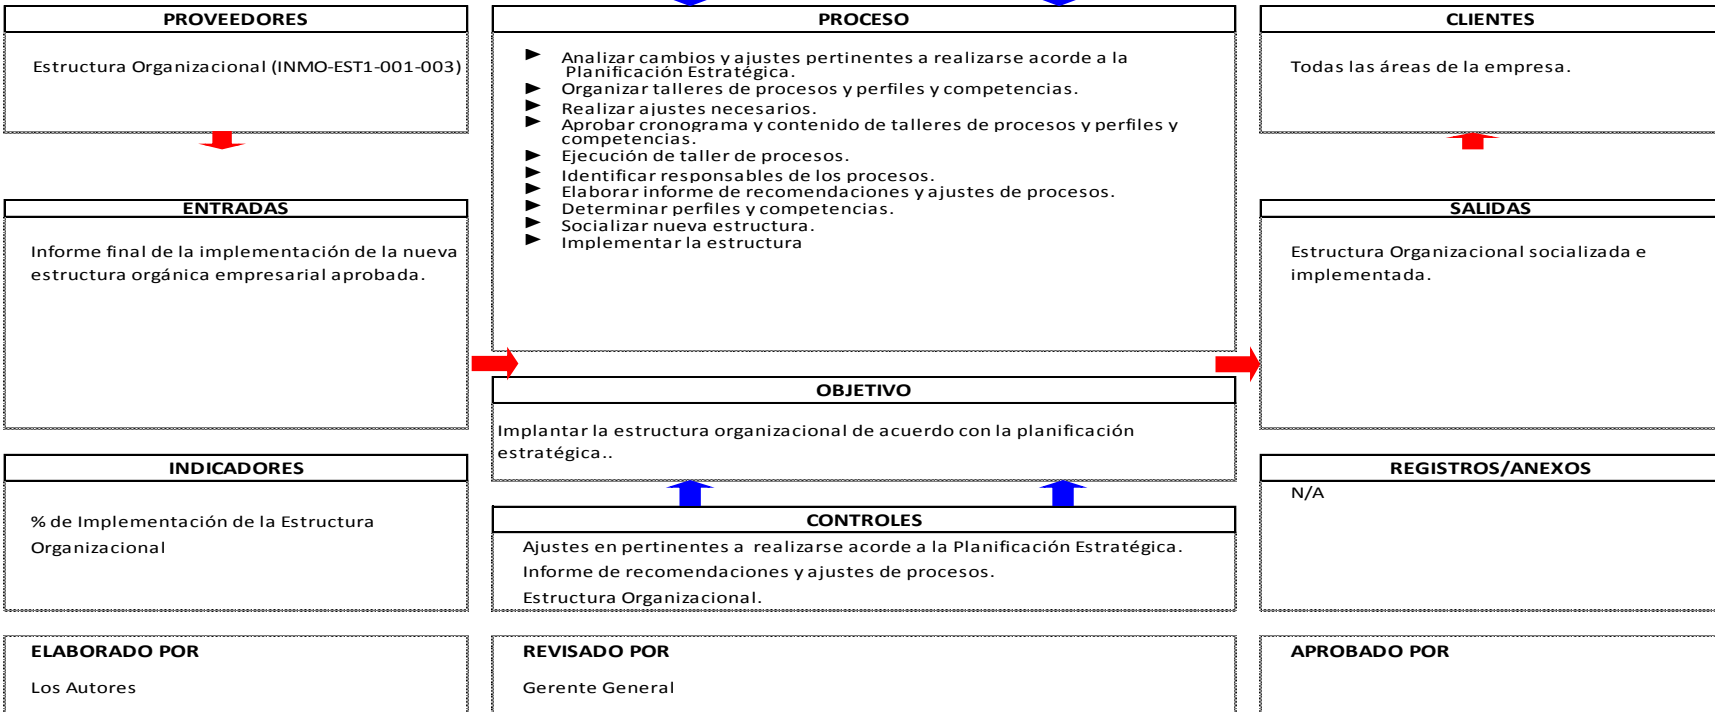 PROVEEDORES
Estructura Organizacional (INMO-EST1-001-003)
ENTRADAS
Informe final de la implementación de la nueva
estructura orgánica empresarial aprobada.
INDICADORES
% de Implementación de la Estructura
Organizacional
PROCESO
► Analizar cambios y ajustes pertinentes a realizarse acorde a la
Planificación Estratégica.
► Organizar talleres de procesos y perfiles y competencias.
► Realizar ajustes necesarios.
► Aprobar cronograma y contenido de talleres de procesos y perfiles y
competencias.
► Ejecución de taller de procesos.
► Identificar responsables de los procesos.
► Elaborar informe de recomendaciones y ajustes de procesos.
► Determinar perfiles y competencias.
► Socializar nueva estructura.
► Implementar la estructura
OBJETIVO
Implantar la estructura organizacional de acuerdo con la planificación
estratégica..
CONTROLES
Ajustes en pertinentes a realizarse acorde a la Planificación Estratégica.
Informe de recomendaciones y ajustes de procesos.
Estructura Organizacional.
CLIENTES
Todas las áreas de la empresa.
SALIDAS
Estructura Organizacional socializada e
implementada.
REGISTROS/ANEXOS
N/A
ELABORADO POR
Los Autores
REVISADO POR
Gerente General
APROBADO POR